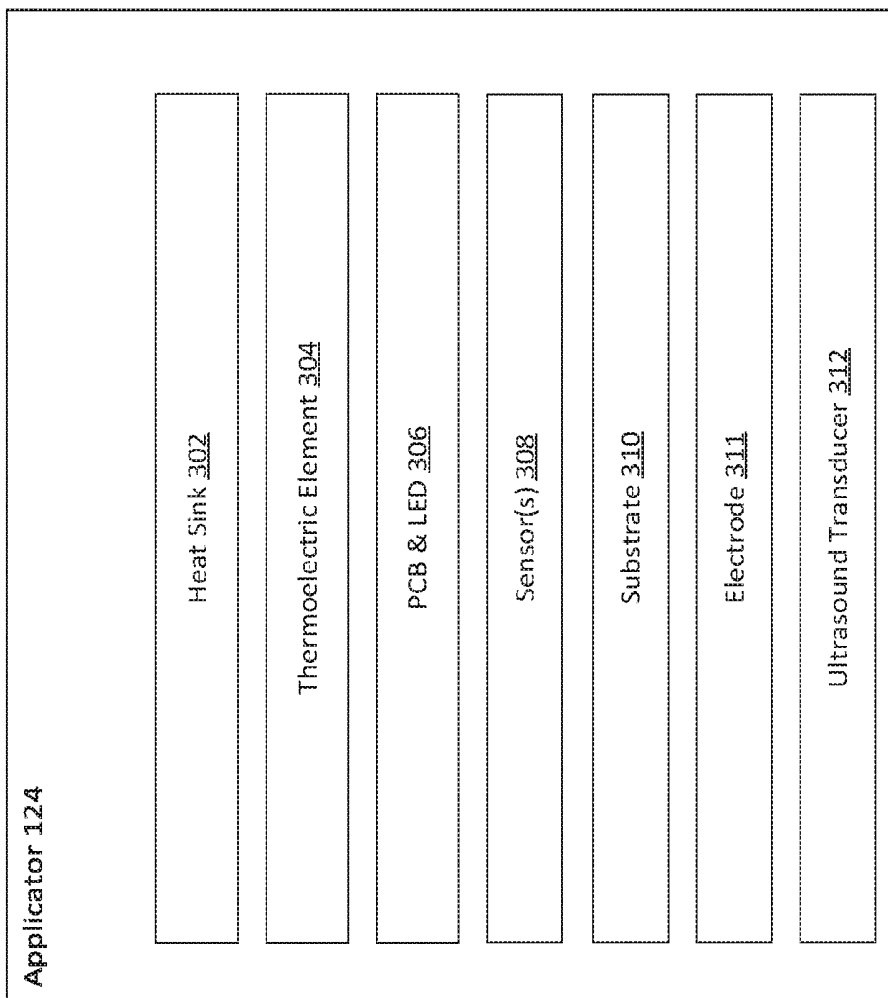 Applicator 124
Heat Sink 302
Thermoelectric Element 304
PCB & LED 306
Sensor(s) 308
Substrate 310
Electrode 311
Ultrasound Transducer 312